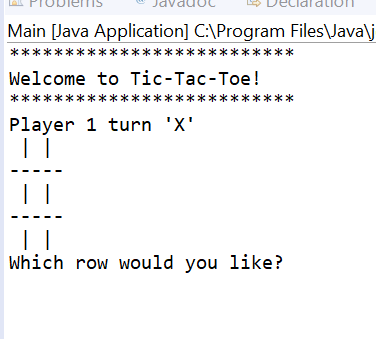 Problems Javadoc Declaration
Main [Java Application] C:\Program Files\Java\j
**************************
Welcome to Tic-Tac-Toe!
**************************
Player 1 turn 'X'
 | |
-----
 | |
-----
 | |
Which row would you like?